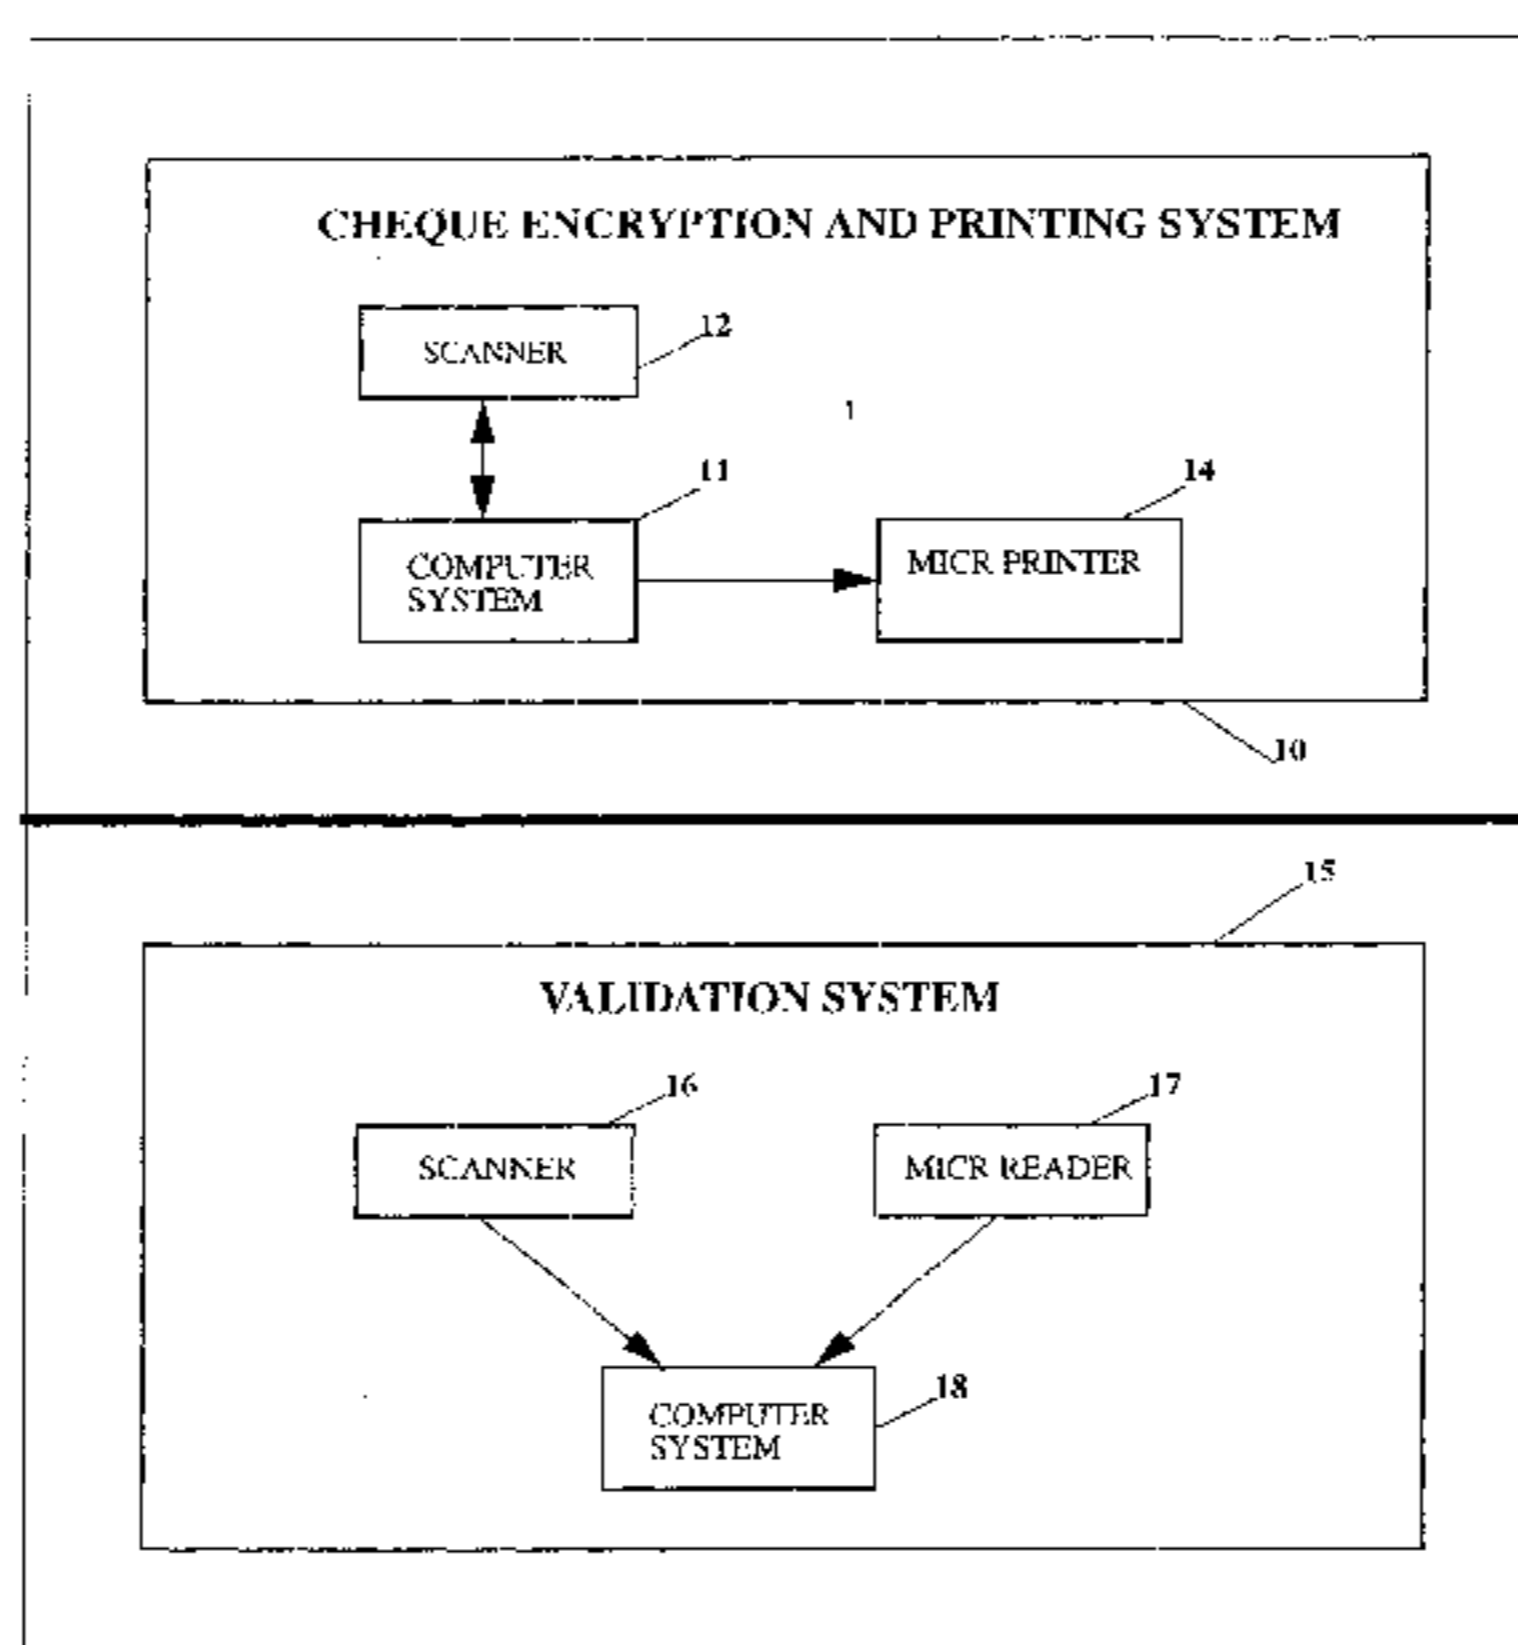 CHEQUE ENCRYPTION AND PRINTING SYSTEM
SCANNER
12
11
14
COMPUTER
SYSTEM
MICR PRINTER
10
15
VALIDATION SYSTEM
16
17
SCANNER
MICR READER
18
COMPUTER
SYSTEM